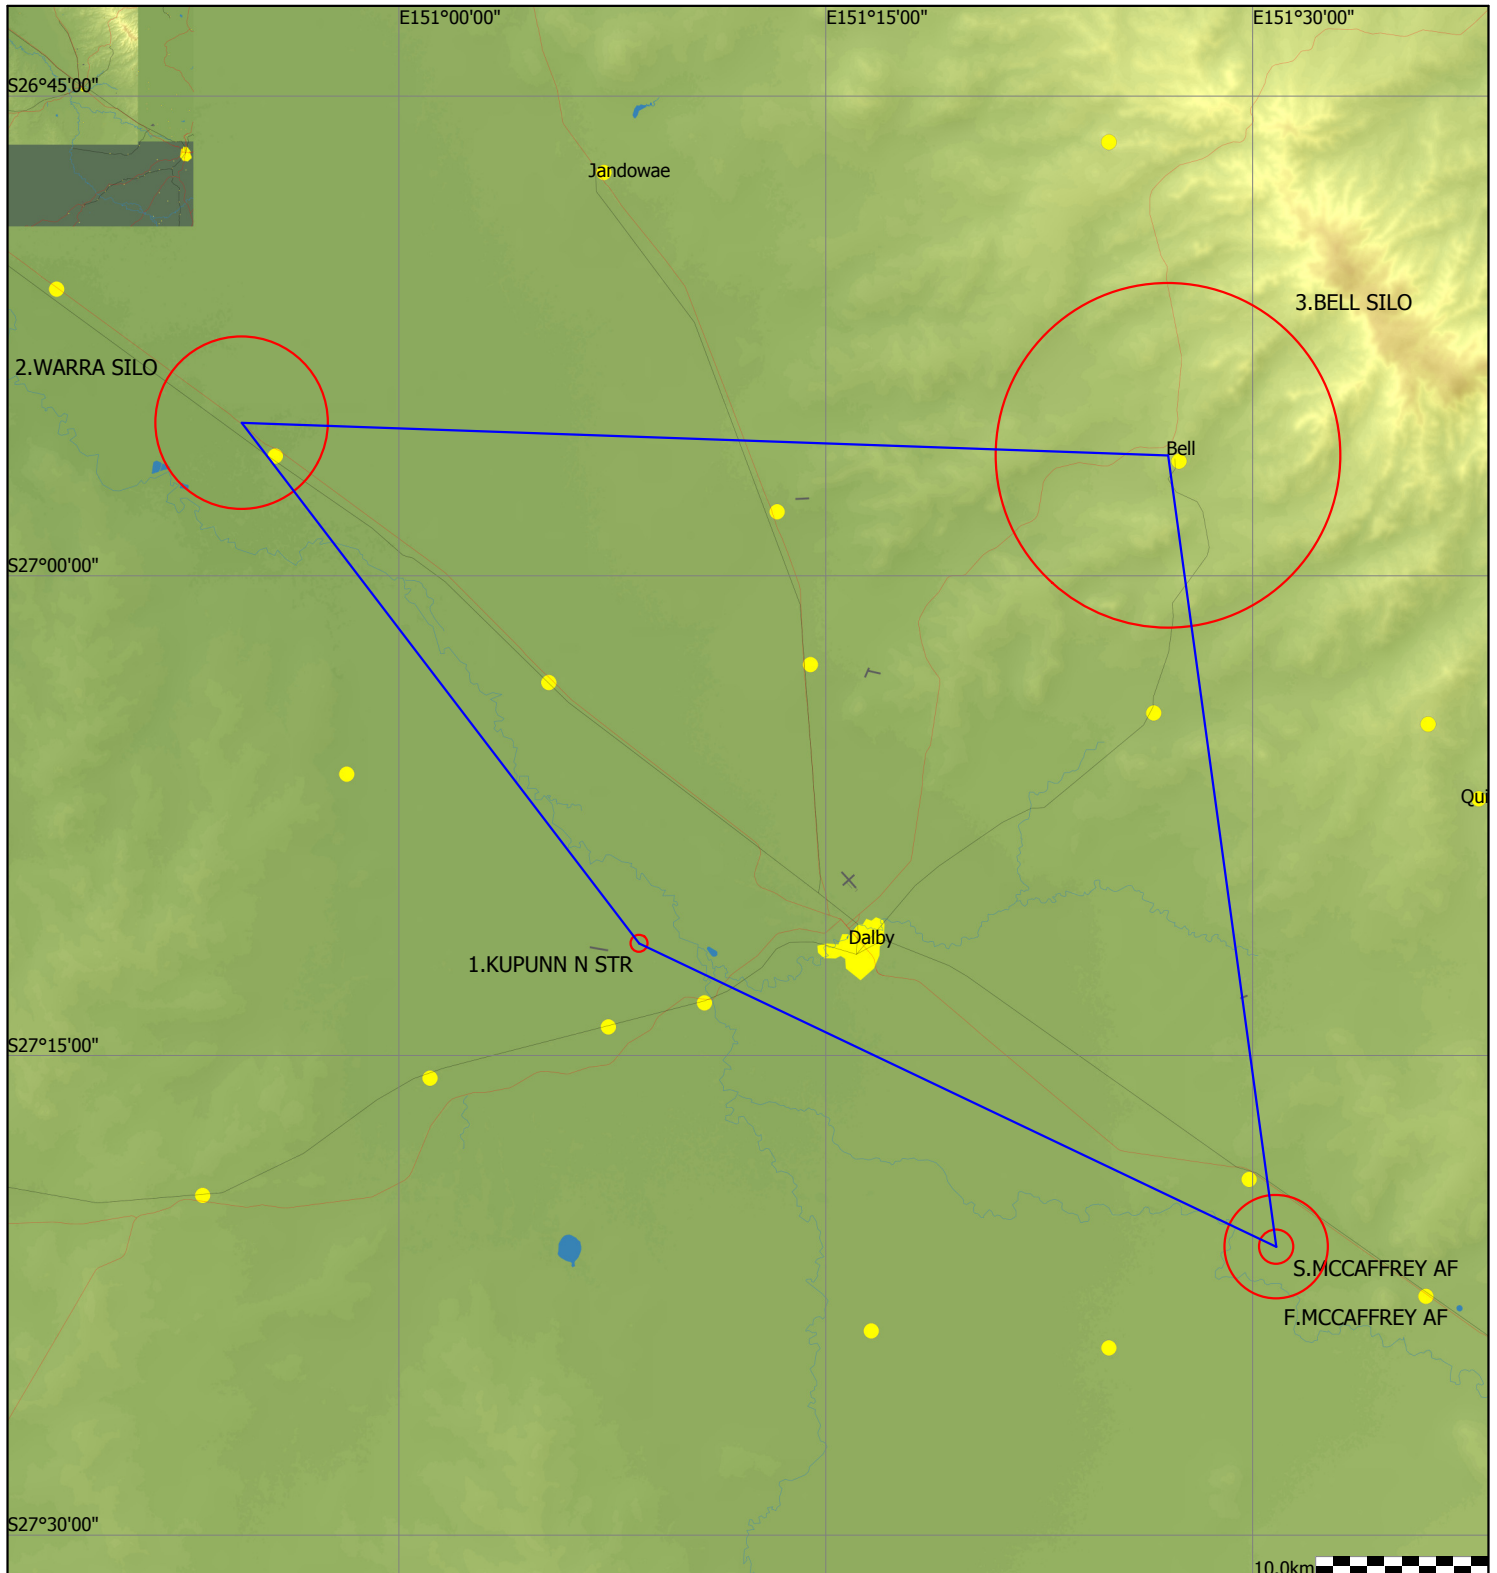 E151°00'00"
E151°15'00"
E151°30'00"
S26°45'00"
Jandowae
3.BELL SILO
2.WARRA SILO
Bell
S27°00'00"
Qui
Dalby
1.KUPUNN N STR
S27°15'00"
S.MCCAFFREY AF
F.MCCAFFREY AF
S27°30'00"
10.0km